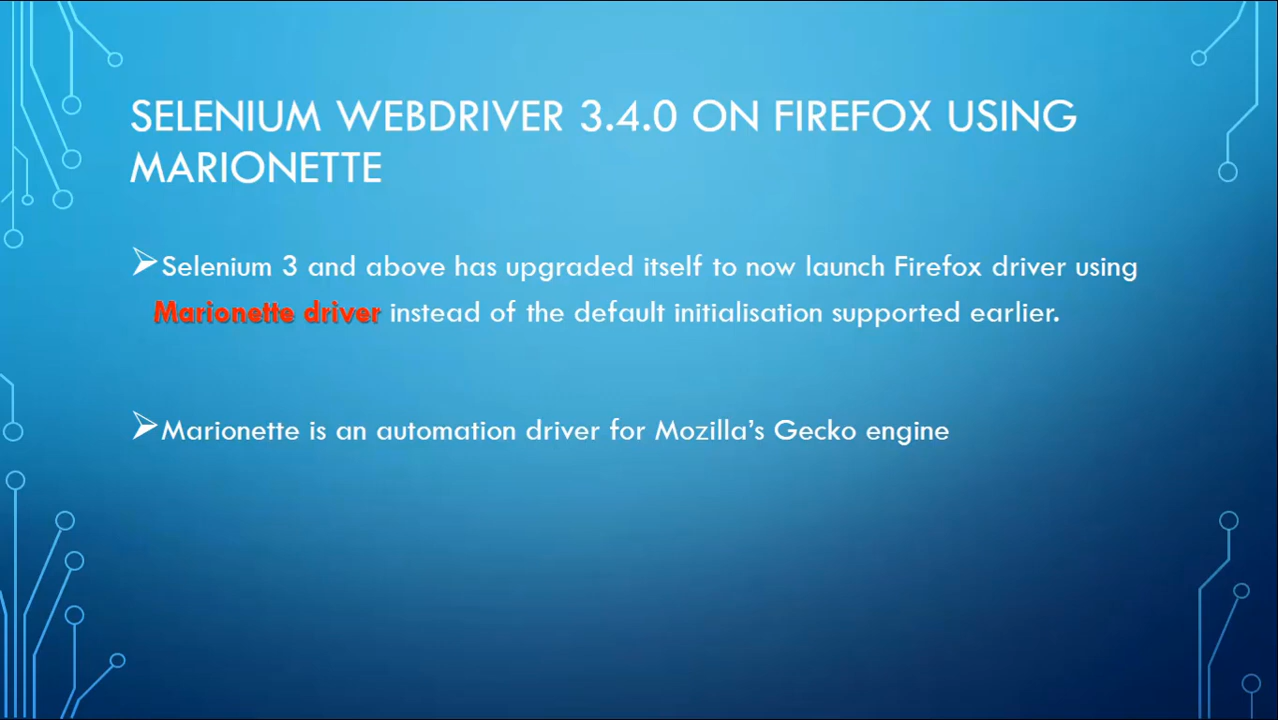 SELENIUM WEBDRIVER 3.4.0 ON FIREFOX USING
MARIONETTE
Selenium 3 and above has upgraded itself to now launch Firefox driver using
Marionette driver instead of the default initialisation supported earlier.
Marionette is an automation driver for Mozilla’s Gecko engine